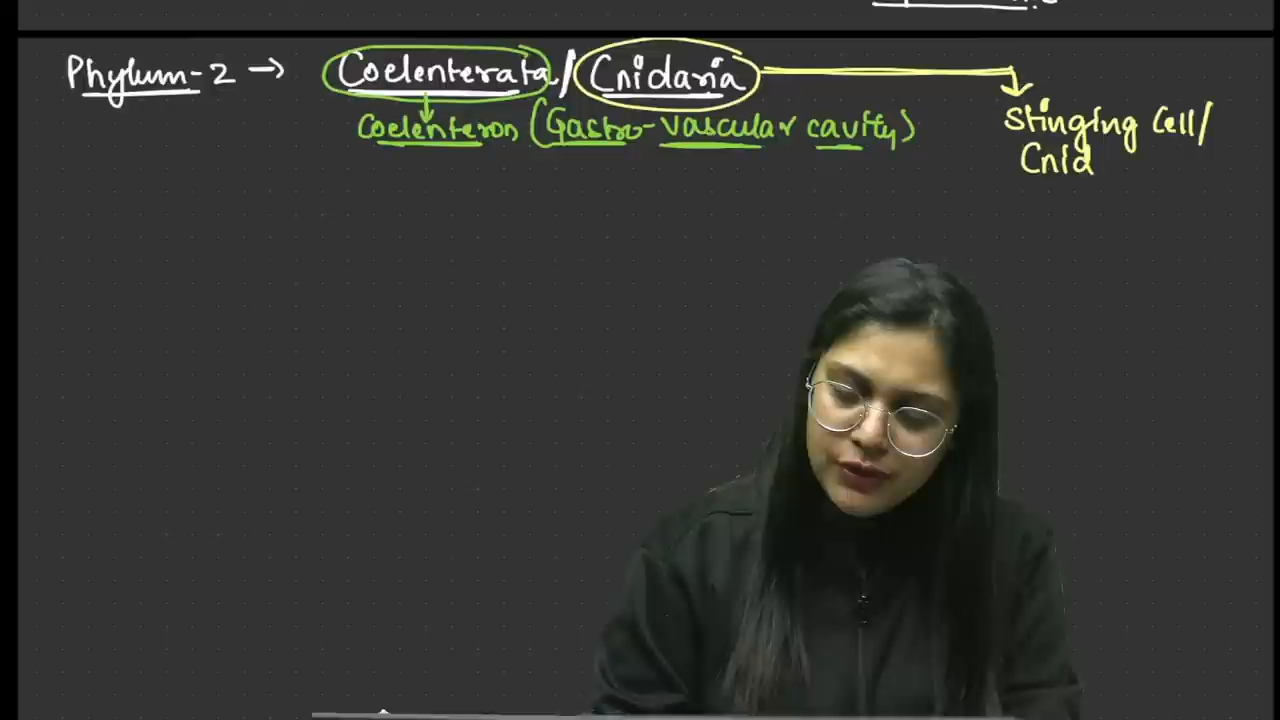 Phylum-2 → Coelenterata/Cnidaria
Coelenteron (Gastro-vascular cavity)
Stinging Cell/
Cnid